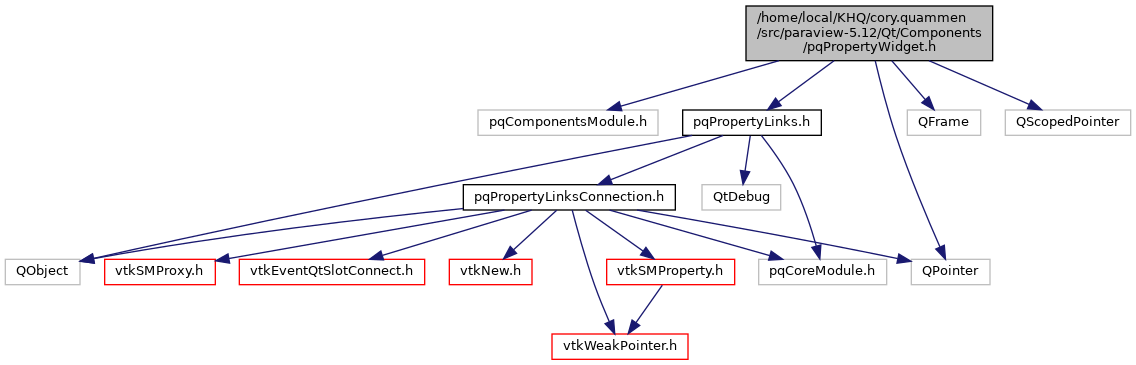 /home/local/KHQ/cory.quammen
/src/paraview-5.12/Qt/Components
/pqPropertyWidget.h
pqComponentsModule.h
pqPropertyLinks.h
QFrame
QScopedPointer
pqPropertyLinksConnection.h
QtDebug
QObject
vtkSMProxy.h
vtkEventQtSlotConnect.h
vtkNew.h
vtkSMProperty.h
pqCoreModule.h
QPointer
vtkWeakPointer.h